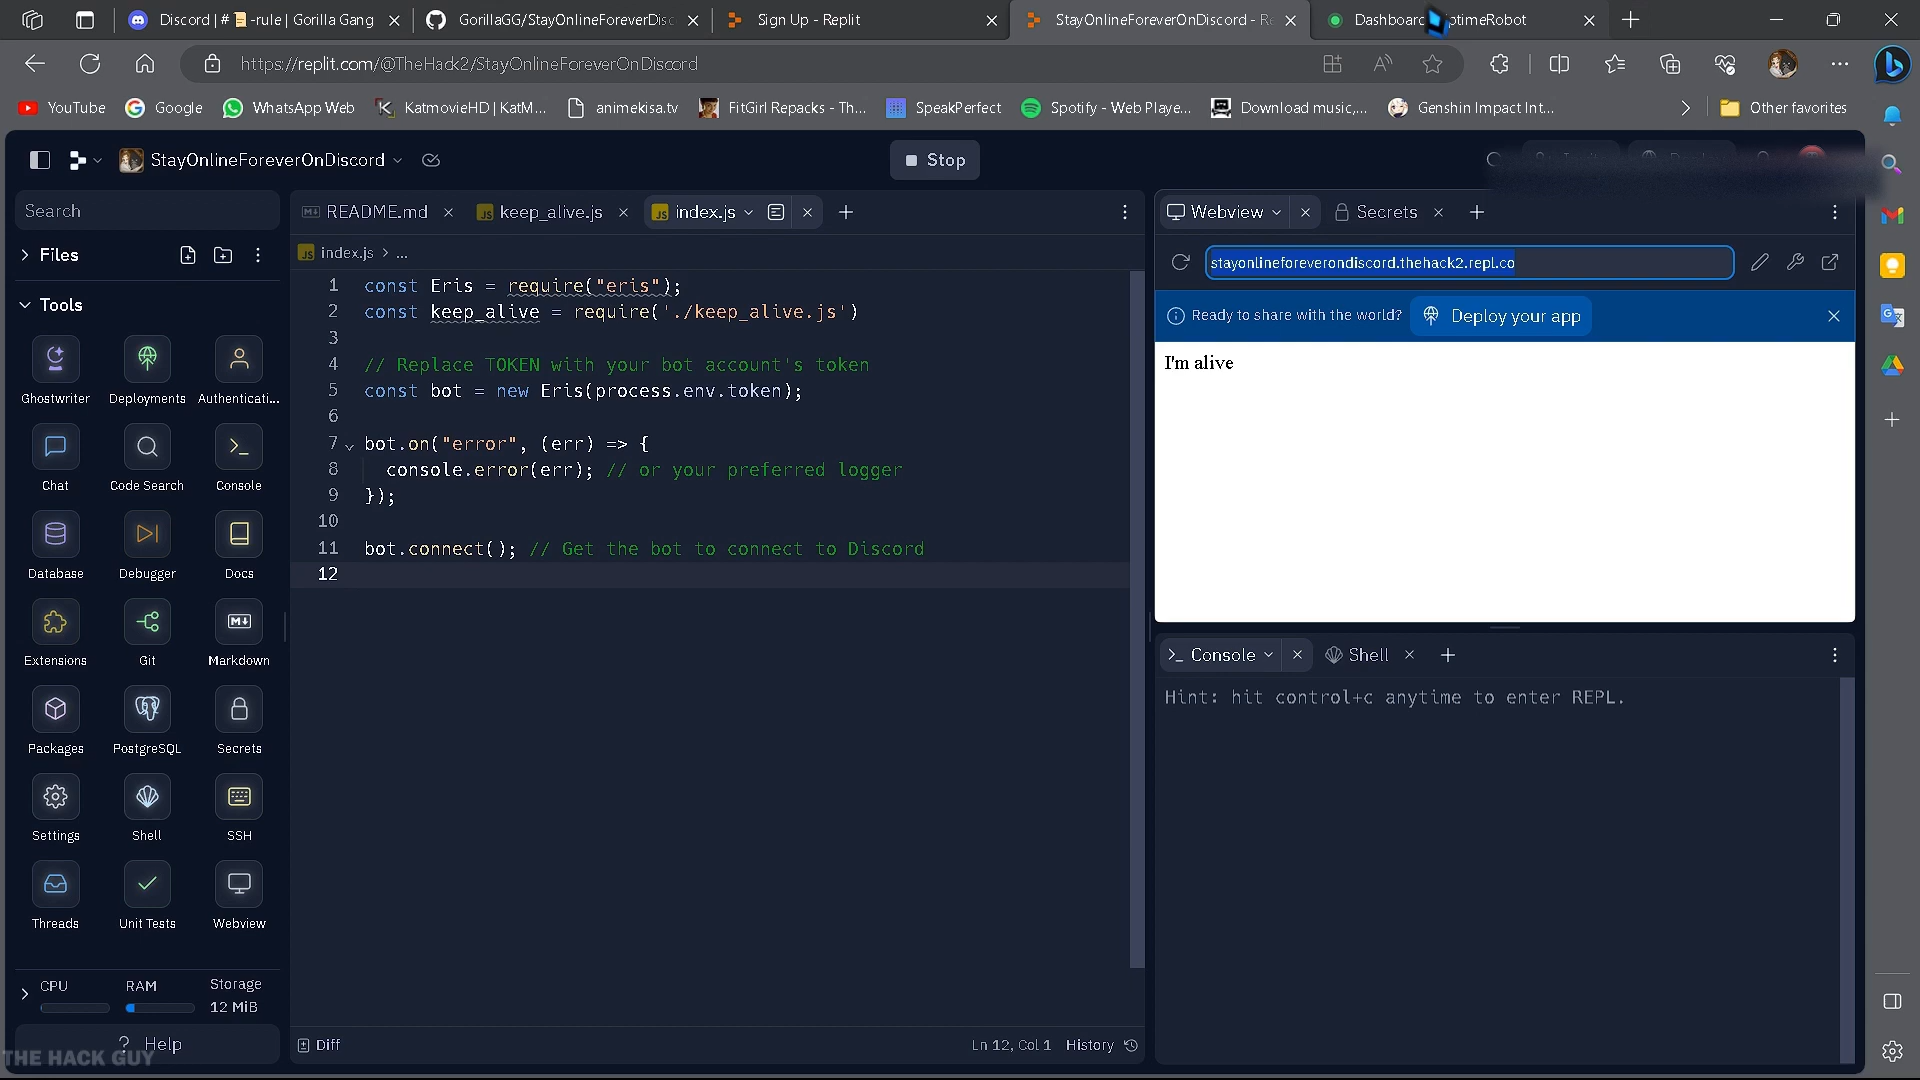 Discord | # -rule | Gorilla Gang
GorillaGG/StayOnlineForeverDisc
Sign Up - Replit
StayOnlineForeverOnDiscord - Re
Dashboard ptimeRobot
https://replit.com/@TheHack2/StayOnlineForeverOnDiscord
YouTube
Google
WhatsApp Web
KatmovieHD | KatM...
animekisa.tv
FitGirl Repacks - Th...
SpeakPerfect
Spotify - Web Playe...
Download music,...
Genshin Impact Int...
Other favorites
StayOnlineForeverOnDiscord
Stop
Search
Files
Tools
Ghostwriter
Deployments
Authenticati...
Chat
Code Search
Console
Database
Debugger
Docs
Extensions
Git
Markdown
Packages
PostgreSQL
Secrets
Settings
Shell
SSH
Threads
Unit Tests
Webview
CPU
RAM
Storage
12 MiB
? Help
THE HACK GUY
README.md
keep_alive.js
index.js
index.js > ...
1 const Eris = require("eris");
2 const keep_alive = require('./keep_alive.js')
3
4 // Replace TOKEN with your bot account's token
5 const bot = new Eris(process.env.token);
6
7 bot.on("error", (err) => {
8 console.error(err); // or your preferred logger
9 });
10
11 bot.connect(); // Get the bot to connect to Discord
12
Diff
Ln 12, Col 1 History
Webview
Secrets
stayonlineforeverondiscord.thehack2.repl.co
Ready to share with the world?
Deploy your app
I'm alive
Console
Shell
Hint: hit control+c anytime to enter REPL.